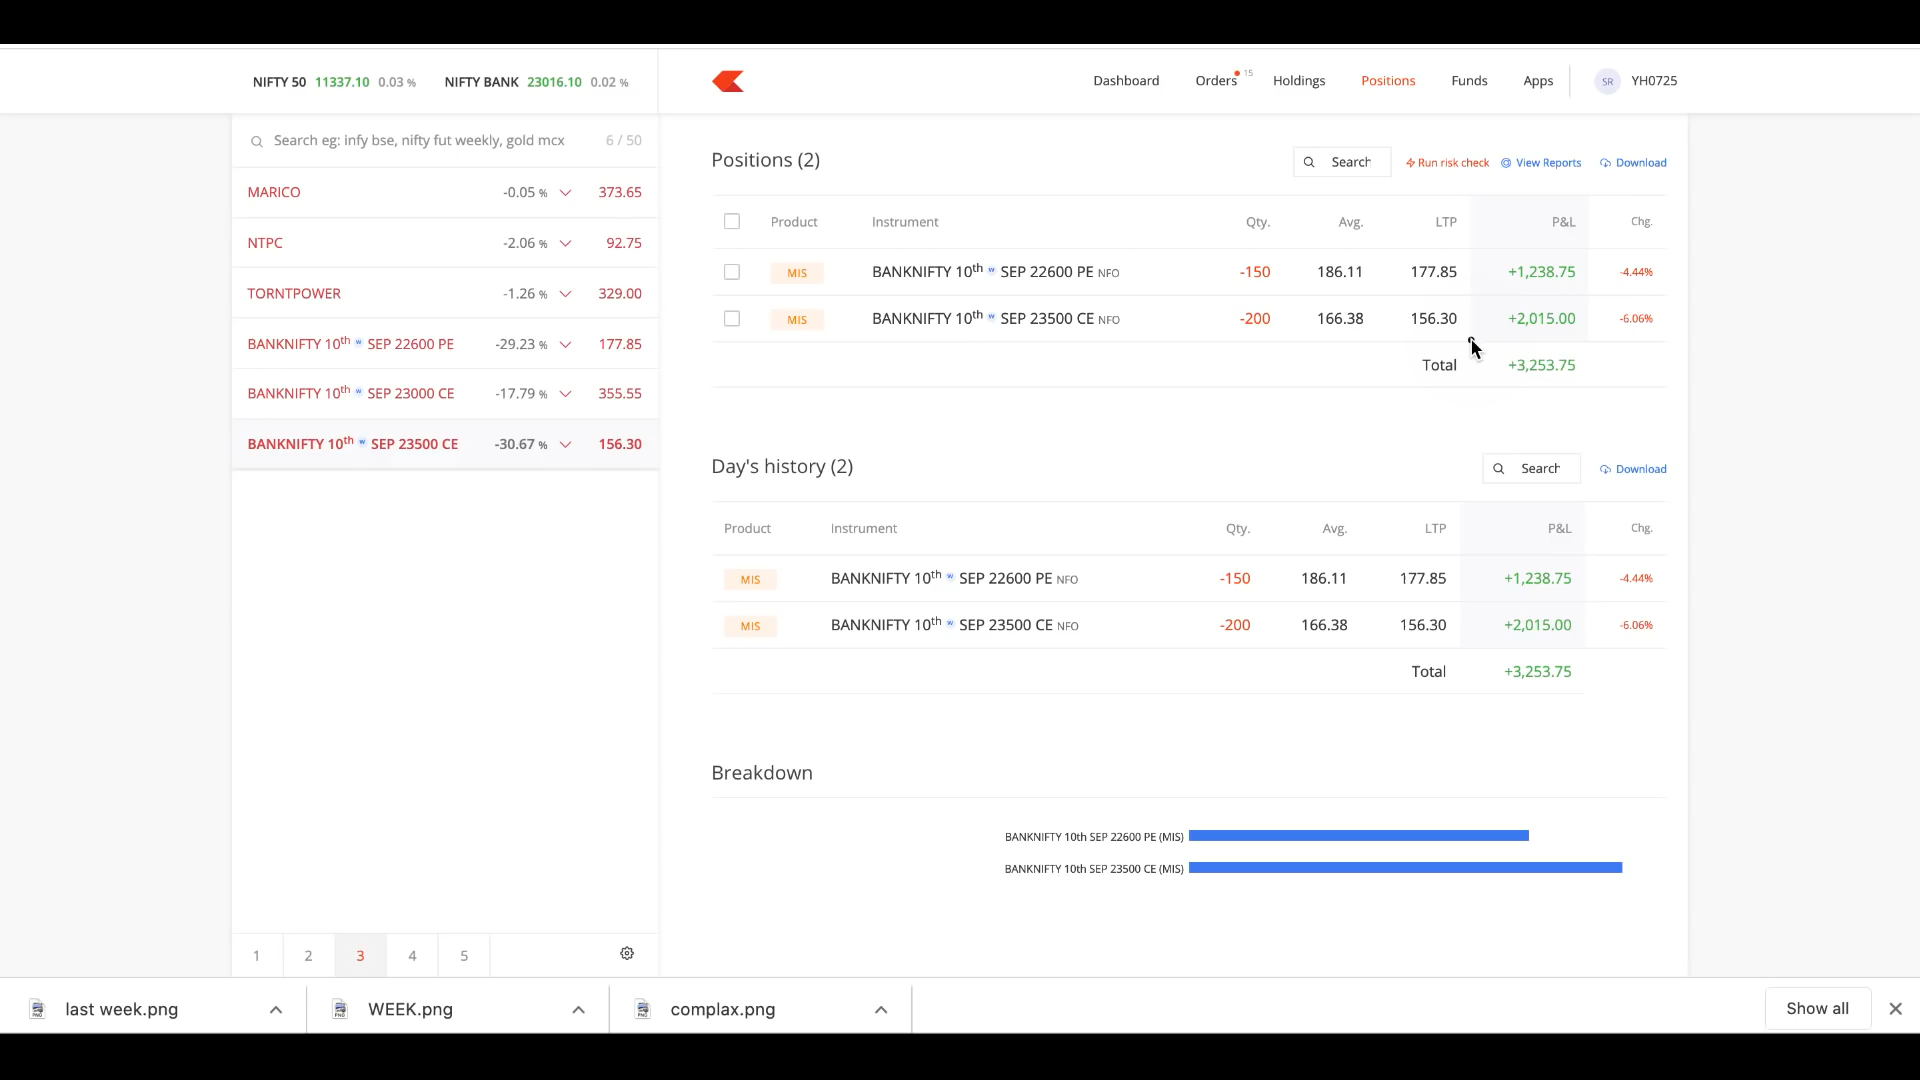 NIFTY 50 11337.10 0.03 % NIFTY BANK 23016.10 0.02 %
Dashboard Orders 15 Holdings Positions Funds Apps SR YH0725
Search eg: infy bse, nifty fut weekly, gold mcx 6 / 50
MARICO -0.05 % 373.65
NTPC -2.06 % 92.75
TORNTPOWER -1.26 % 329.00
BANKNIFTY 10th w SEP 22600 PE -29.23 % 177.85
BANKNIFTY 10th w SEP 23000 CE -17.79 % 355.55
BANKNIFTY 10th w SEP 23500 CE -30.67 % 156.30
1 2 3 4 5
Positions (2) Search Run risk check View Reports Download
Product Instrument Qty. Avg. LTP P&L Chg.
MIS BANKNIFTY 10th w SEP 22600 PE NFO -150 186.11 177.85 +1,238.75 -4.44%
MIS BANKNIFTY 10th w SEP 23500 CE NFO -200 166.38 156.30 +2,015.00 -6.06%
Total +3,253.75
Day's history (2) Search Download
Product Instrument Qty. Avg. LTP P&L Chg.
MIS BANKNIFTY 10th w SEP 22600 PE NFO -150 186.11 177.85 +1,238.75 -4.44%
MIS BANKNIFTY 10th w SEP 23500 CE NFO -200 166.38 156.30 +2,015.00 -6.06%
Total +3,253.75
Breakdown
BANKNIFTY 10th SEP 22600 PE (MIS)
BANKNIFTY 10th SEP 23500 CE (MIS)
last week.png WEEK.png complax.png Show all